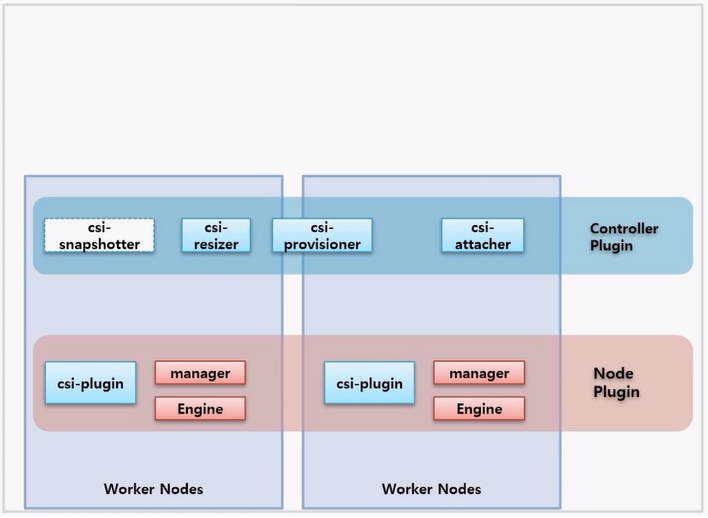 csi-
snapshotter
csi-
resizer
csi-
provisioner
csi-
attacher
Controller
Plugin
csi-plugin
manager
Engine
csi-plugin
manager
Engine
Node
Plugin
Worker Nodes
Worker Nodes